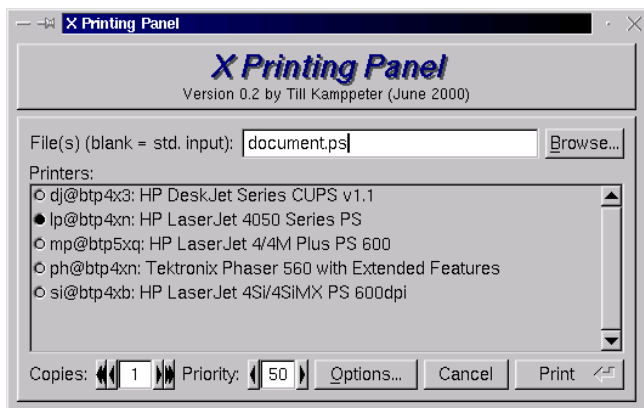 X Printing Panel
X Printing Panel
Version 0.2 by Till Kamppeter (June 2000)
File(s) (blank = std. input): document.ps Browse...
Printers:
dj@btp4x3: HP DeskJet Series CUPS v1.1
lp@btp4xn: HP LaserJet 4050 Series PS
mp@btp5xq: HP LaserJet 4/4M Plus PS 600
ph@btp4xn: Tektronix Phaser 560 with Extended Features
si@btp4xb: HP LaserJet 4Si/4SiMX PS 600dpi
Copies: 1 Priority: 50 Options... Cancel Print